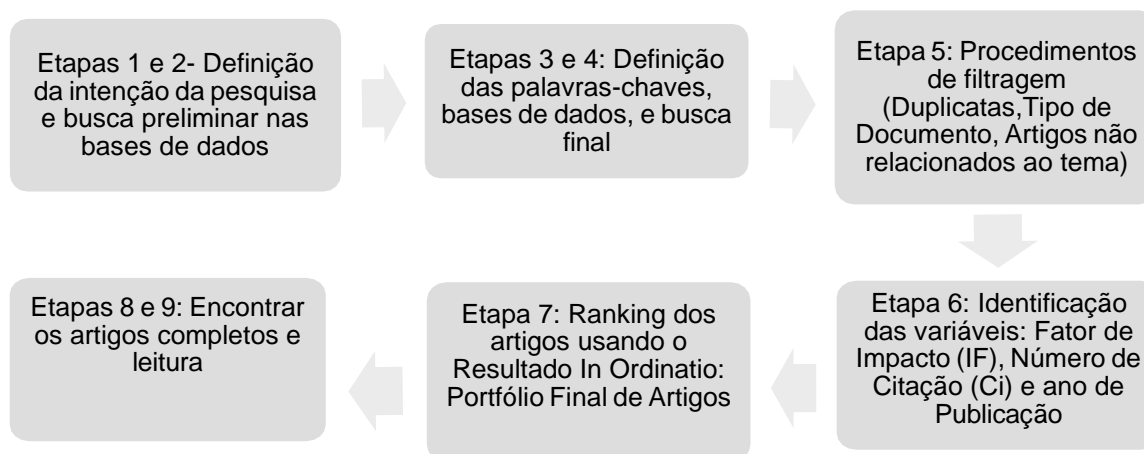 Etapas 1 e 2- Definição
da intenção da pesquisa
e busca preliminar nas
bases de dados
Etapas 3 e 4: Definição
das palavras-chaves,
bases de dados, e busca
final
Etapa 5: Procedimentos
de filtragem
(Duplicatas,Tipo de
Documento, Artigos não
relacionados ao tema)
Etapa 6: Identificação
das variáveis: Fator de
Impacto (IF), Número de
Citação (Ci) e ano de
Publicação
Etapa 7: Ranking dos
artigos usando o
Resultado In Ordinatio:
Portfólio Final de Artigos
Etapas 8 e 9: Encontrar
os artigos completos e
leitura